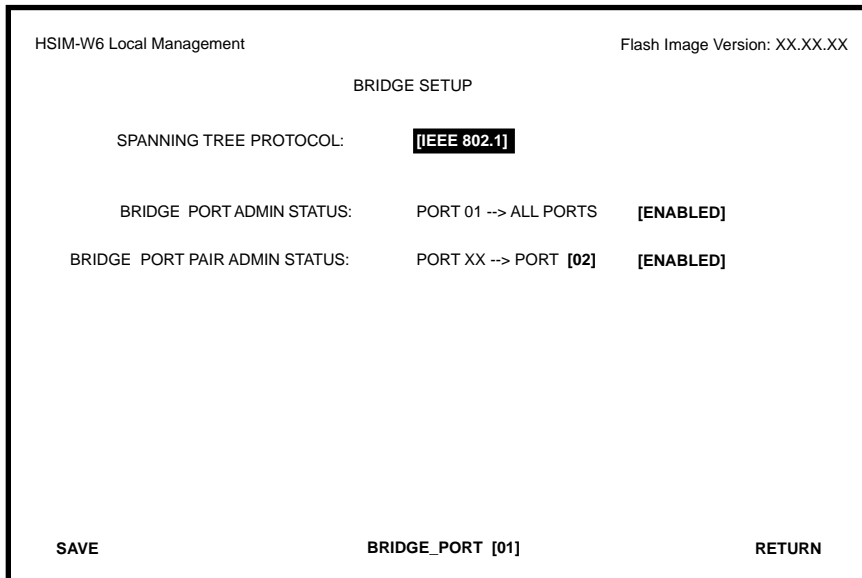 HSIM-W6 Local Management Flash Image Version: XX.XX.XX
BRIDGE SETUP
SPANNING TREE PROTOCOL: [IEEE 802.1]
BRIDGE PORT ADMIN STATUS: PORT 01 --> ALL PORTS [ENABLED]
BRIDGE PORT PAIR ADMIN STATUS: PORT XX --> PORT [02] [ENABLED]
SAVE BRIDGE_PORT [01] RETURN